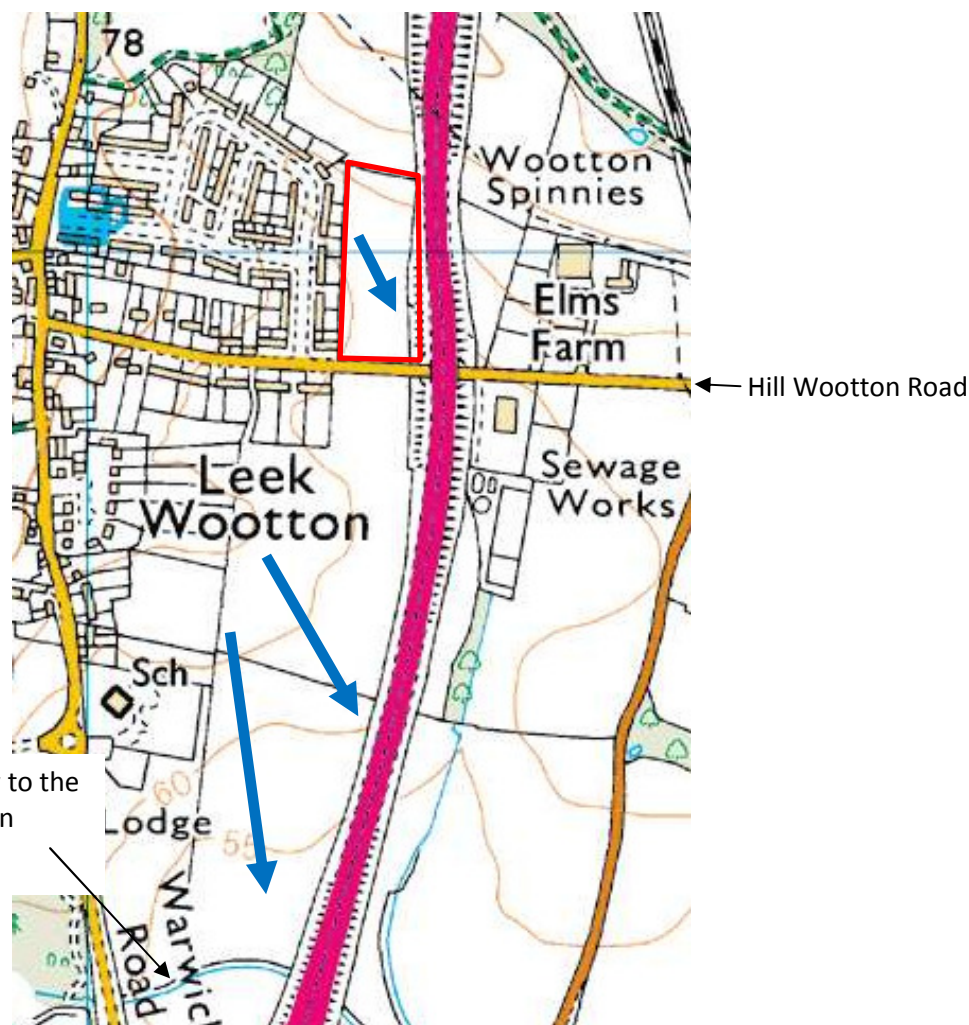 78
Wootton
Spinnies
Elms
Farm
Hill Wootton Road
Leek
Wootton
Sewage
Works
Sch
to the
n
60
Lodge
55
Warwick
Road